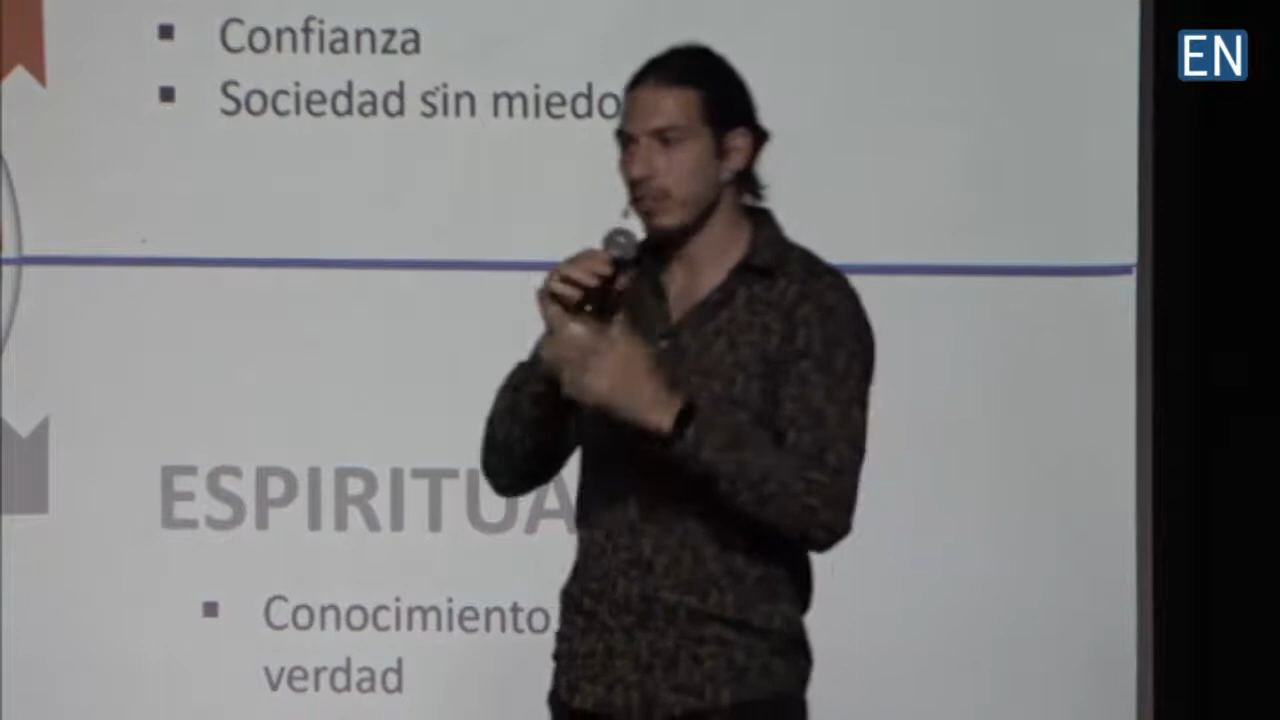 EN
Confianza
Sociedad sin miedo
ESPIRITUA
Conocimiento,
verdad